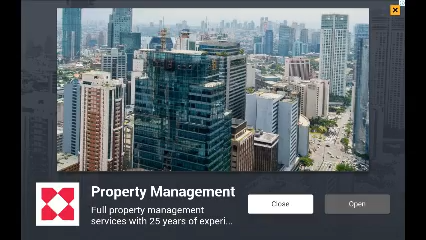 Property Management
Full property management
services with 25 years of experi...
Close
Open